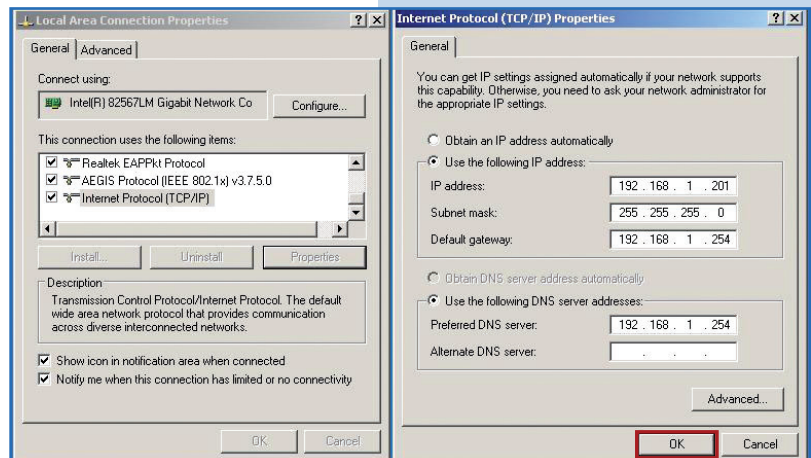 Local Area Connection Properties
General
Advanced
Connect using:
Intel(R) 82567LM Gigabit Network Co
Configure...
This connection uses the following items:
Realtek EAPPkt Protocol
AEGIS Protocol (IEEE 802.1x) v3.7.5.0
Internet Protocol (TCP/IP)
Install...
Uninstall
Properties
Description
Transmission Control Protocol/Internet Protocol. The default
wide area network protocol that provides communication
across diverse interconnected networks.
Show icon in notification area when connected
Notify me when this connection has limited or no connectivity
OK
Cancel
Internet Protocol (TCP/IP) Properties
General
You can get IP settings assigned automatically if your network supports
this capability. Otherwise, you need to ask your network administrator for
the appropriate IP settings.
Obtain an IP address automatically
Use the following IP address:
IP address: 192 . 168 . 1 . 201
Subnet mask: 255 . 255 . 255 . 0
Default gateway: 192 . 168 . 1 . 254
Obtain DNS server address automatically
Use the following DNS server addresses:
Preferred DNS server: 192 . 168 . 1 . 254
Alternate DNS server: . . .
Advanced...
OK
Cancel